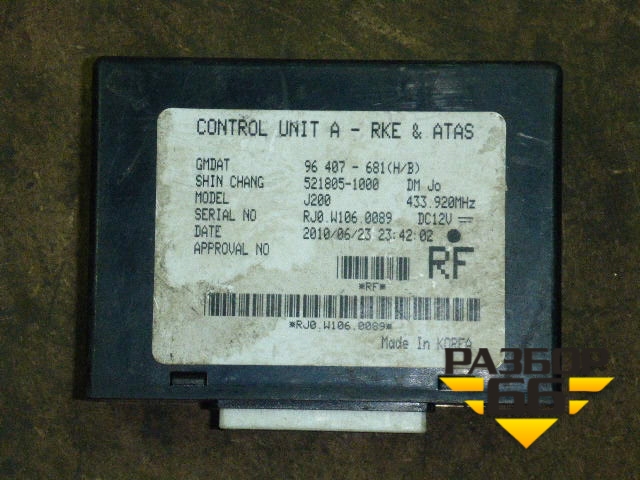 CONTROL UNIT A - RKE & ATAS
GMDAT 96 407 - 681(H/B)
SHIN CHANG 521805-1000 DM Jo
MODEL J200 433.920MHz
SERIAL NO RJ0.W106.0089 DC12V
DATE 2010/06/23 23:42:02
APPROVAL NO
RF
*RF*
*RJ0.W106.0089*
Made In KOREA
РАЗБОР
66